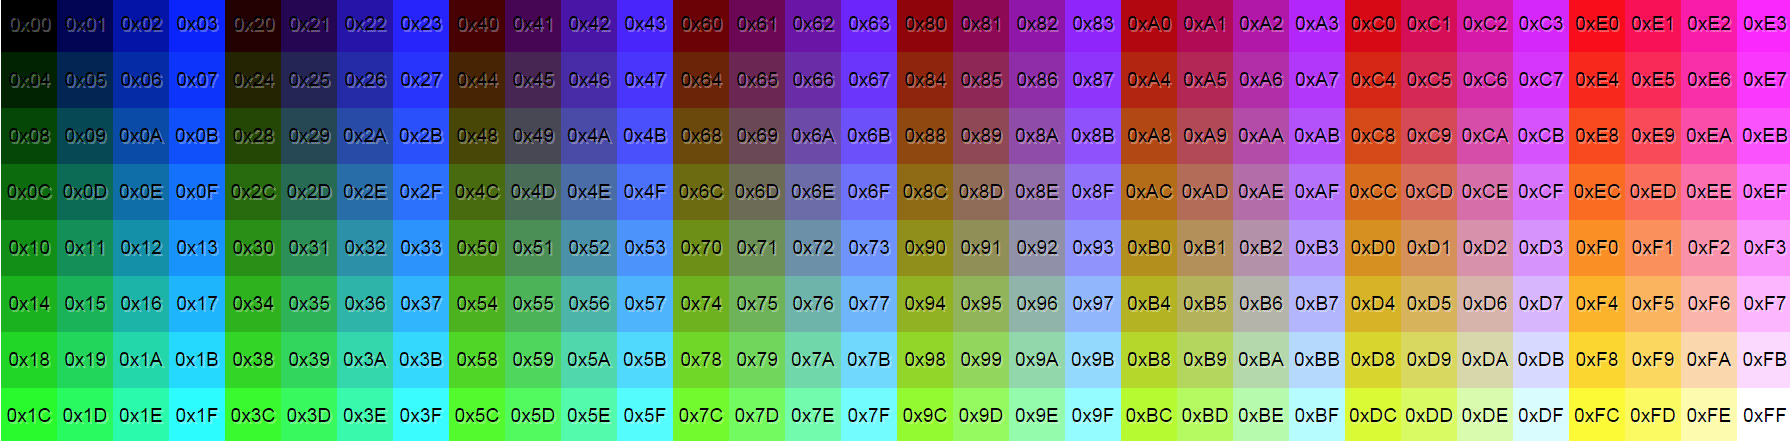 0x00 0x01 0x02 0x03 0x20 0x21 0x22 0x23 0x40 0x41 0x42 0x43 0x60 0x61 0x62 0x63 0x80 0x81 0x82 0x83 0xA0 0xA1 0xA2 0xA3 0xC0 0xC1 0xC2 0xC3 0xE0 0xE1 0xE2 0xE3
0x04 0x05 0x06 0x07 0x24 0x25 0x26 0x27 0x44 0x45 0x46 0x47 0x64 0x65 0x66 0x67 0x84 0x85 0x86 0x87 0xA4 0xA5 0xA6 0xA7 0xC4 0xC5 0xC6 0xC7 0xE4 0xE5 0xE6 0xE7
0x08 0x09 0x0A 0x0B 0x28 0x29 0x2A 0x2B 0x48 0x49 0x4A 0x4B 0x68 0x69 0x6A 0x6B 0x88 0x89 0x8A 0x8B 0xA8 0xA9 0xAA 0xAB 0xC8 0xC9 0xCA 0xCB 0xE8 0xE9 0xEA 0xEB
0x0C 0x0D 0x0E 0x0F 0x2C 0x2D 0x2E 0x2F 0x4C 0x4D 0x4E 0x4F 0x6C 0x6D 0x6E 0x6F 0x8C 0x8D 0x8E 0x8F 0xAC 0xAD 0xAE 0xAF 0xCC 0xCD 0xCE 0xCF 0xEC 0xED 0xEE 0xEF
0x10 0x11 0x12 0x13 0x30 0x31 0x32 0x33 0x50 0x51 0x52 0x53 0x70 0x71 0x72 0x73 0x90 0x91 0x92 0x93 0xB0 0xB1 0xB2 0xB3 0xD0 0xD1 0xD2 0xD3 0xF0 0xF1 0xF2 0xF3
0x14 0x15 0x16 0x17 0x34 0x35 0x36 0x37 0x54 0x55 0x56 0x57 0x74 0x75 0x76 0x77 0x94 0x95 0x96 0x97 0xB4 0xB5 0xB6 0xB7 0xD4 0xD5 0xD6 0xD7 0xF4 0xF5 0xF6 0xF7
0x18 0x19 0x1A 0x1B 0x38 0x39 0x3A 0x3B 0x58 0x59 0x5A 0x5B 0x78 0x79 0x7A 0x7B 0x98 0x99 0x9A 0x9B 0xB8 0xB9 0xBA 0xBB 0xD8 0xD9 0xDA 0xDB 0xF8 0xF9 0xFA 0xFB
0x1C 0x1D 0x1E 0x1F 0x3C 0x3D 0x3E 0x3F 0x5C 0x5D 0x5E 0x5F 0x7C 0x7D 0x7E 0x7F 0x9C 0x9D 0x9E 0x9F 0xBC 0xBD 0xBE 0xBF 0xDC 0xDD 0xDE 0xDF 0xFC 0xFD 0xFE 0xFF